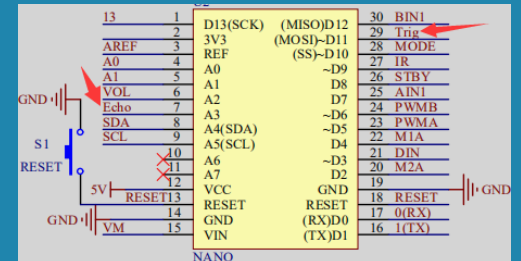 13 1 D13(SCK) (MISO)D12 30 BIN1
2 3V3 (MOSI)~D11 29 Trig
AREF 3 REF (SS)~D10 28 MODE
A0 4 A0 ~D9 27 IR
A1 5 A1 D8 26 STBY
GND VOL 6 A2 D7 25 AIN1
Echo 7 A3 ~D6 24 PWMB
SDA 8 A4(SDA) ~D5 23 PWMA
S1 SCL 9 A5(SCL) D4 22 M1A
RESET 10 A6 ~D3 21 DIN
11 A7 D2 20 M2A
5V 12 VCC GND 19 GND
RESET 13 RESET RESET 18 RESET
GND 14 GND (RX)D0 17 0(RX)
VM 15 VIN (TX)D1 16 1(TX)
NANO